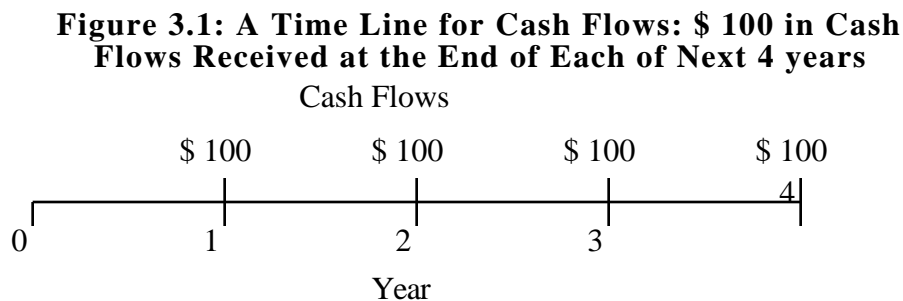 Figure 3.1: A Time Line for Cash Flows: $ 100 in Cash
Flows Received at the End of Each of Next 4 years
Cash Flows
$ 100 $ 100 $ 100 $ 100
4
0 1 2 3
Year